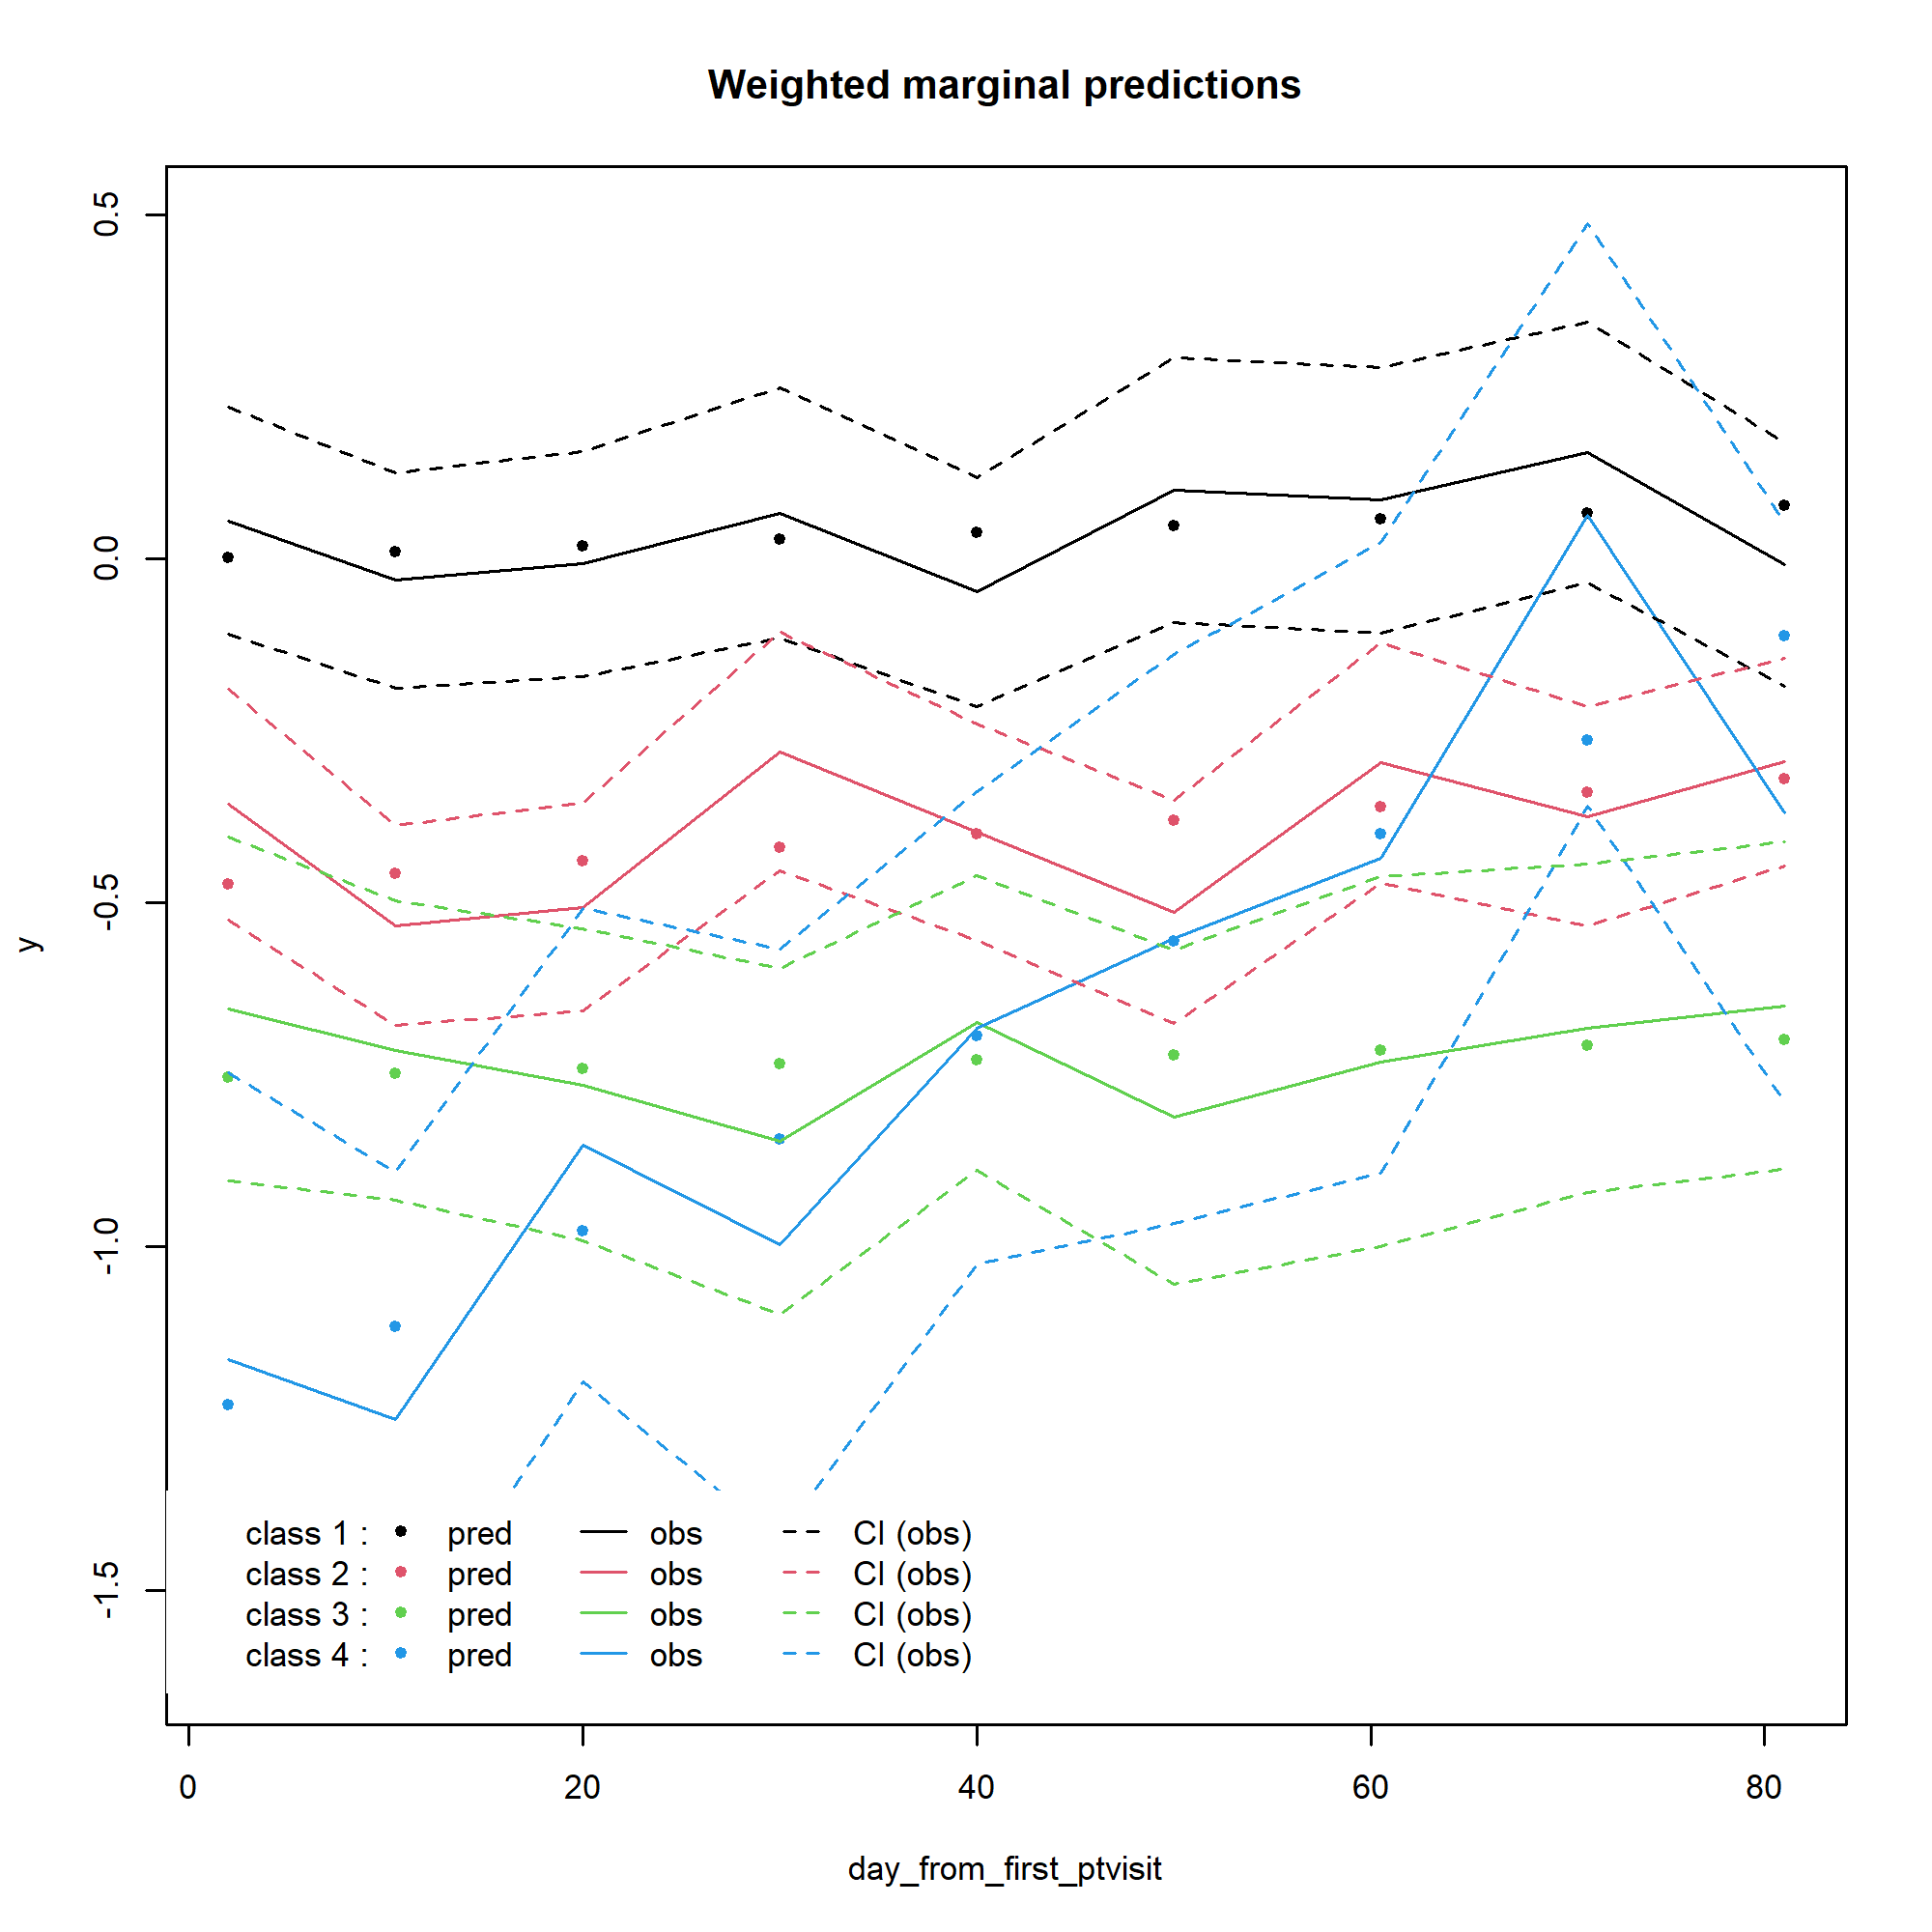 Weighted marginal predictions
0.5
0.0
-0.5
-1.0
-1.5
y
class 1 : pred obs CI (obs)
class 2 : pred obs CI (obs)
class 3 : pred obs CI (obs)
class 4 : pred obs CI (obs)
0 20 40 60 80
day_from_first_ptvisit